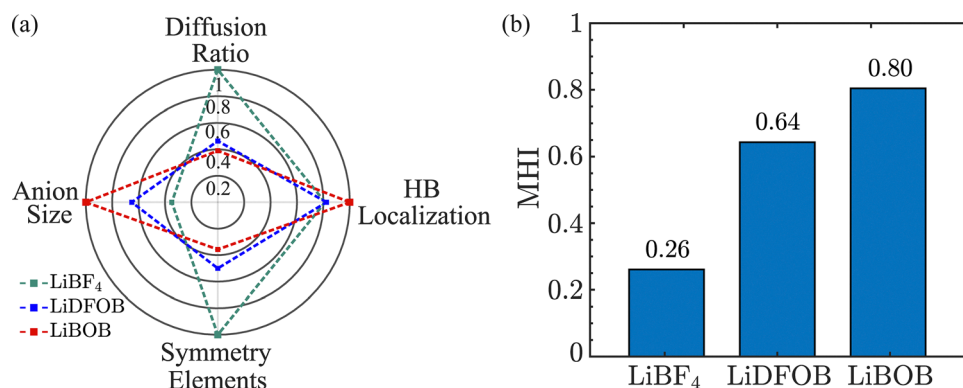 (a)
Diffusion
Ratio
1
0.8
0.6
0.4
0.2
Anion
Size
HB
Localization
LiBF₄
LiDFOB
LiBOB
Symmetry
Elements
(b)
MHI
1
0.8
0.6
0.4
0.2
0
0.26
0.64
0.80
LiBF₄
LiDFOB
LiBOB